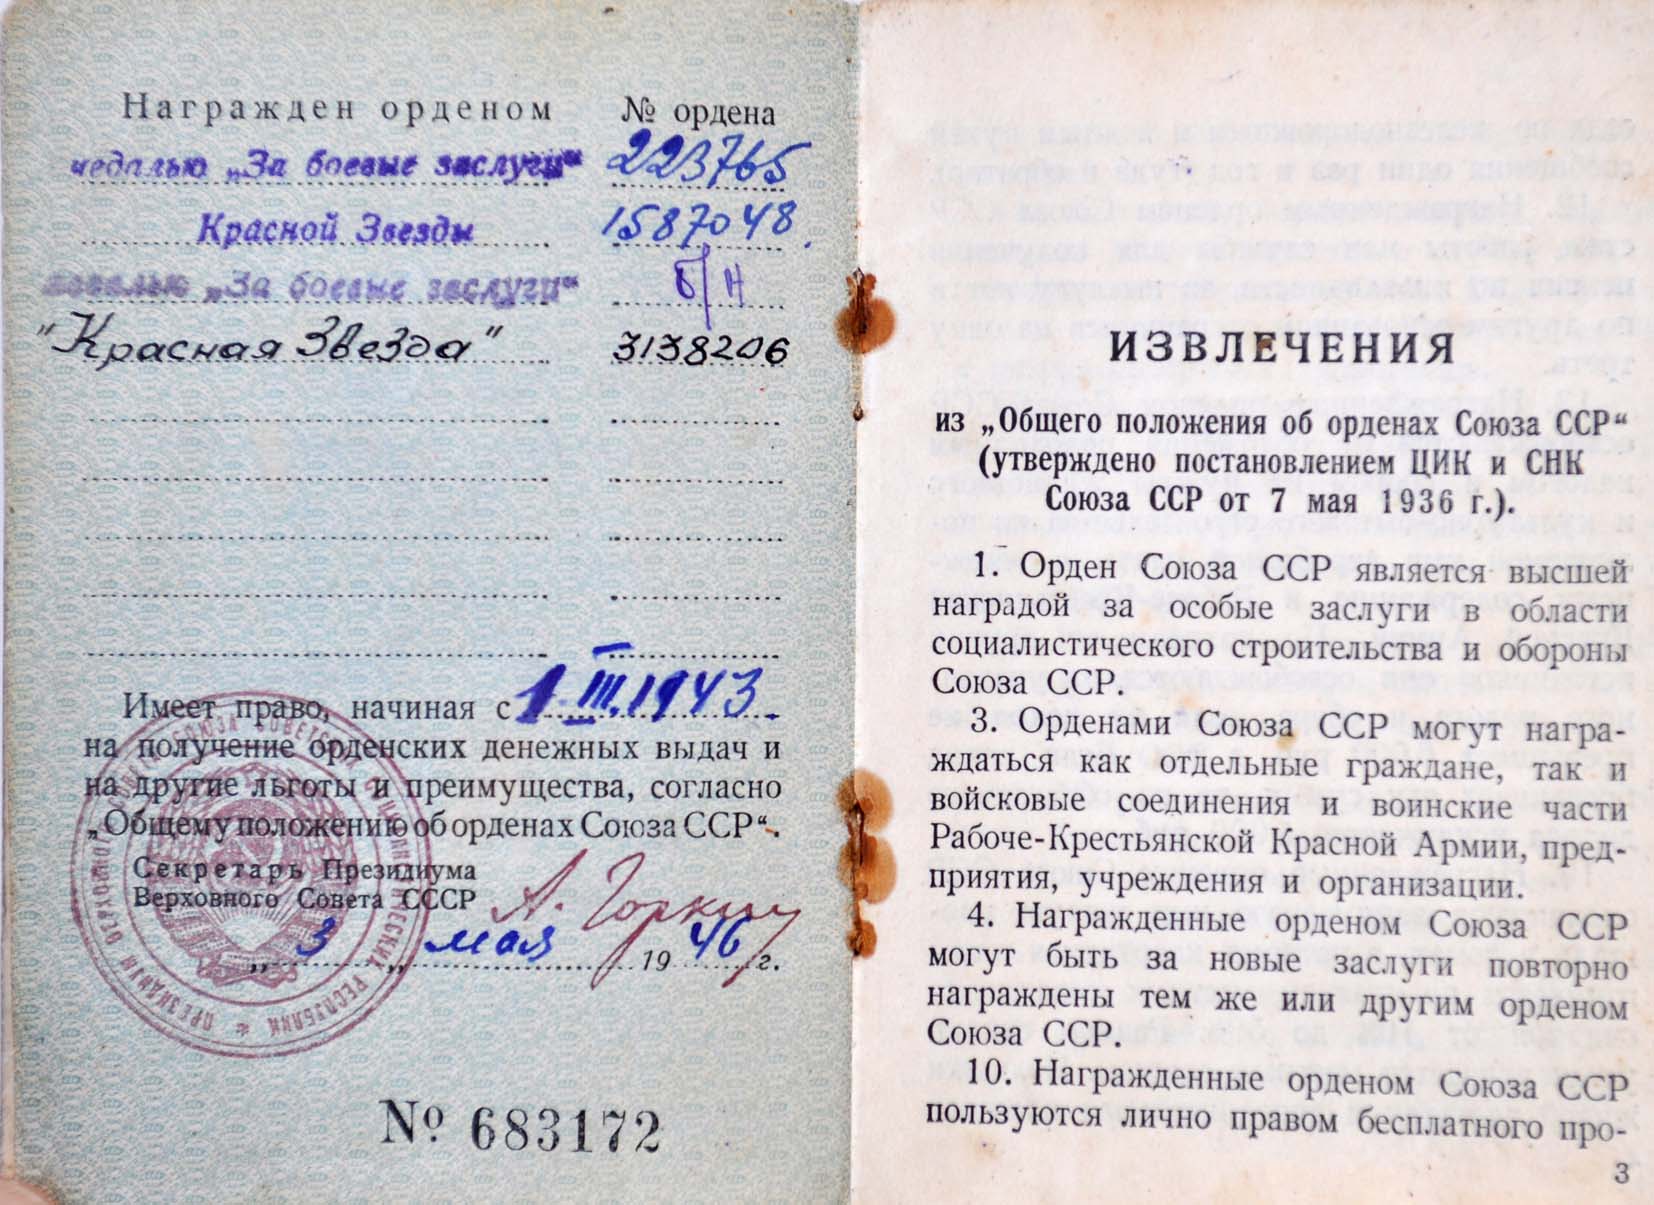 Награжден орденом № ордена
медалью „За боевые заслуги“ 223765
Красной Звезды 1587048.
медалью „За боевые заслуги“ Б/Н
"Красная Звезда" 3138206
Имеет право, начиная с 1.III.1943.
на получение орденских денежных выдач и
на другие льготы и преимущества, согласно
„Общему положению об орденах Союза ССР“.
Секретарь Президиума
Верховного Совета СССР А. Горкин
„3„ мая 1946 г.
ПРЕЗИДИУМ ВЕРХОВНОГО СОВЕТА СОЮЗА СОВЕТСКИХ СОЦИАЛИСТИЧЕСКИХ РЕСПУБЛИК *
№ 683172
ИЗВЛЕЧЕНИЯ
из „Общего положения об орденах Союза ССР“
(утверждено постановлением ЦИК и СНК
Союза ССР от 7 мая 1936 г.).
1. Орден Союза ССР является высшей
наградой за особые заслуги в области
социалистического строительства и обороны
Союза ССР.
3. Орденами Союза ССР могут награ-
ждаться как отдельные граждане, так и
войсковые соединения и воинские части
Рабоче-Крестьянской Красной Армии, пред-
приятия, учреждения и организации.
4. Награжденные орденом Союза ССР
могут быть за новые заслуги повторно
награждены тем же или другим орденом
Союза ССР.
10. Награжденные орденом Союза ССР
пользуются лично правом бесплатного про-
3